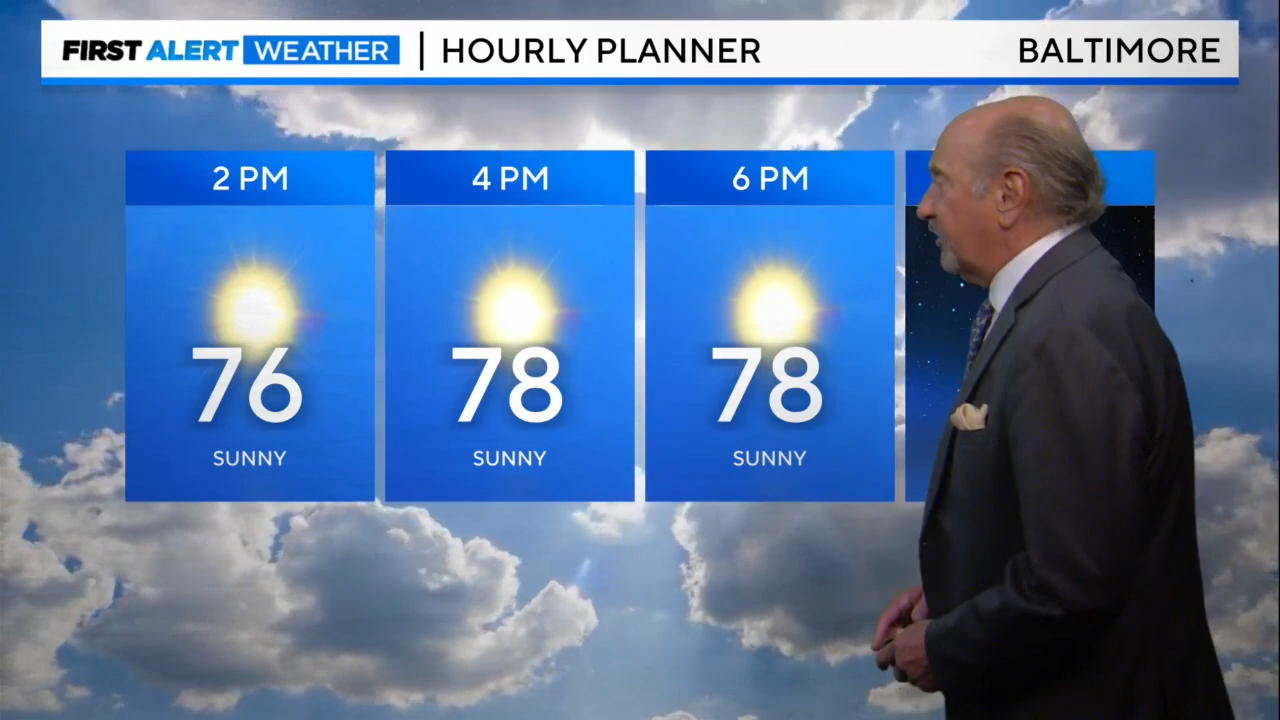 FIRST ALERT WEATHER | HOURLY PLANNER
BALTIMORE
2 PM
76
SUNNY
4 PM
78
SUNNY
6 PM
78
SUNNY